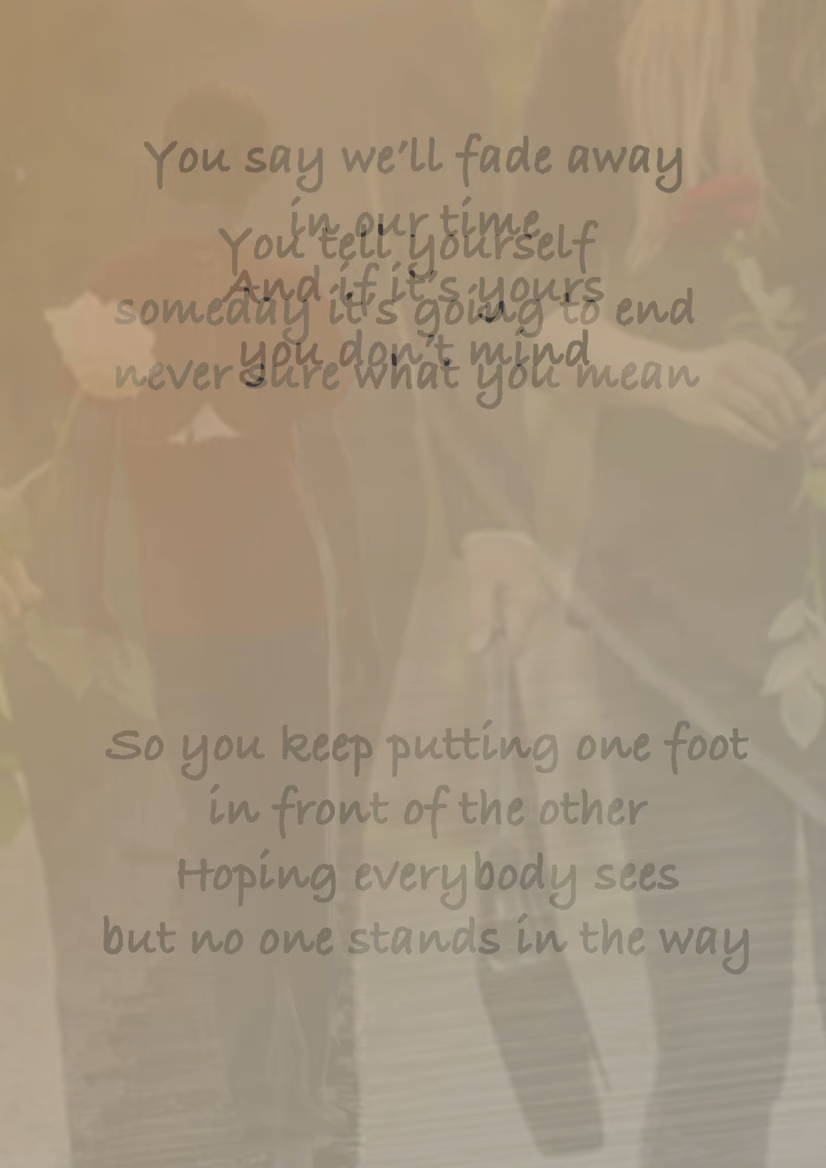 You say we'll fade away
in our time
You tell yourself
And if it's yours
someday it's going to end
you don't mind
never sure what you mean
So you keep putting one foot
in front of the other
Hoping everybody sees
but no one stands in the way